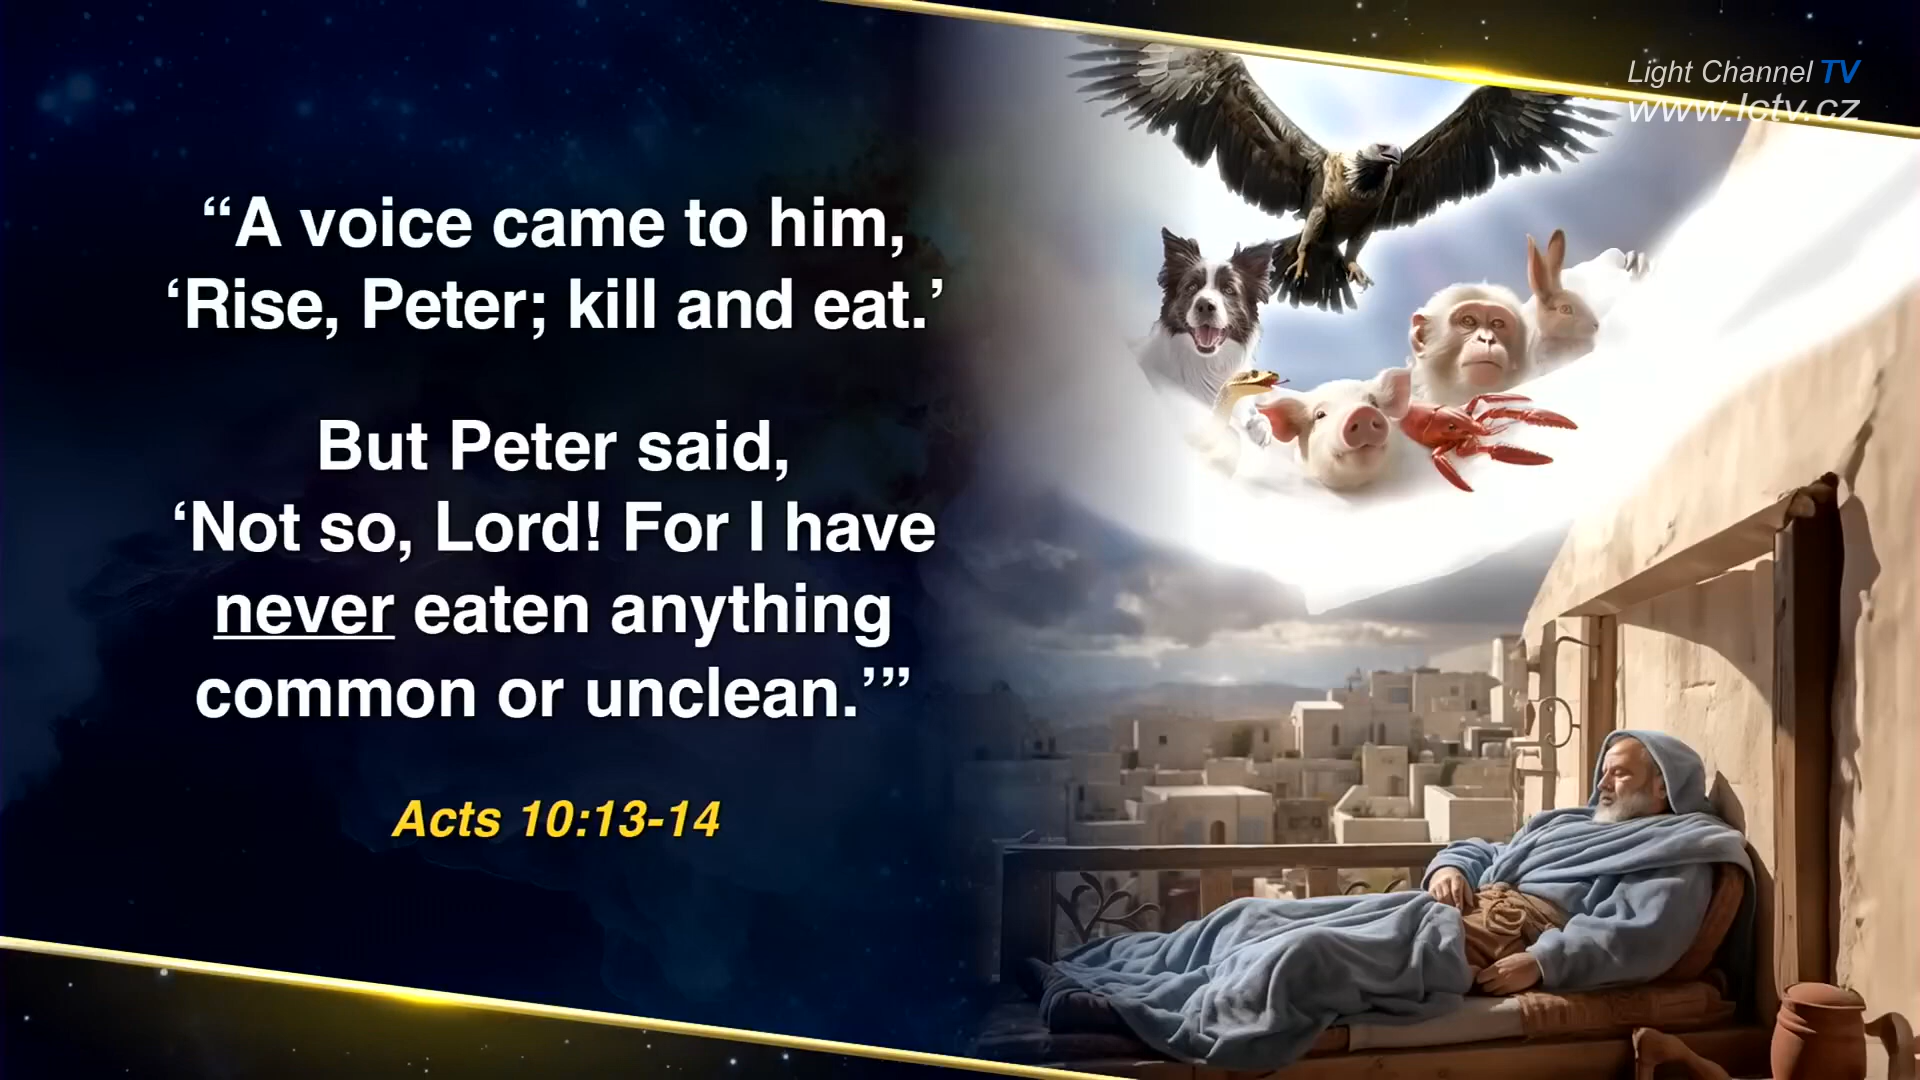 Light Channel TV
www.lctv.cz
“A voice came to him,
‘Rise, Peter; kill and eat.’
But Peter said,
‘Not so, Lord! For I have
never eaten anything
common or unclean.’”
Acts 10:13-14